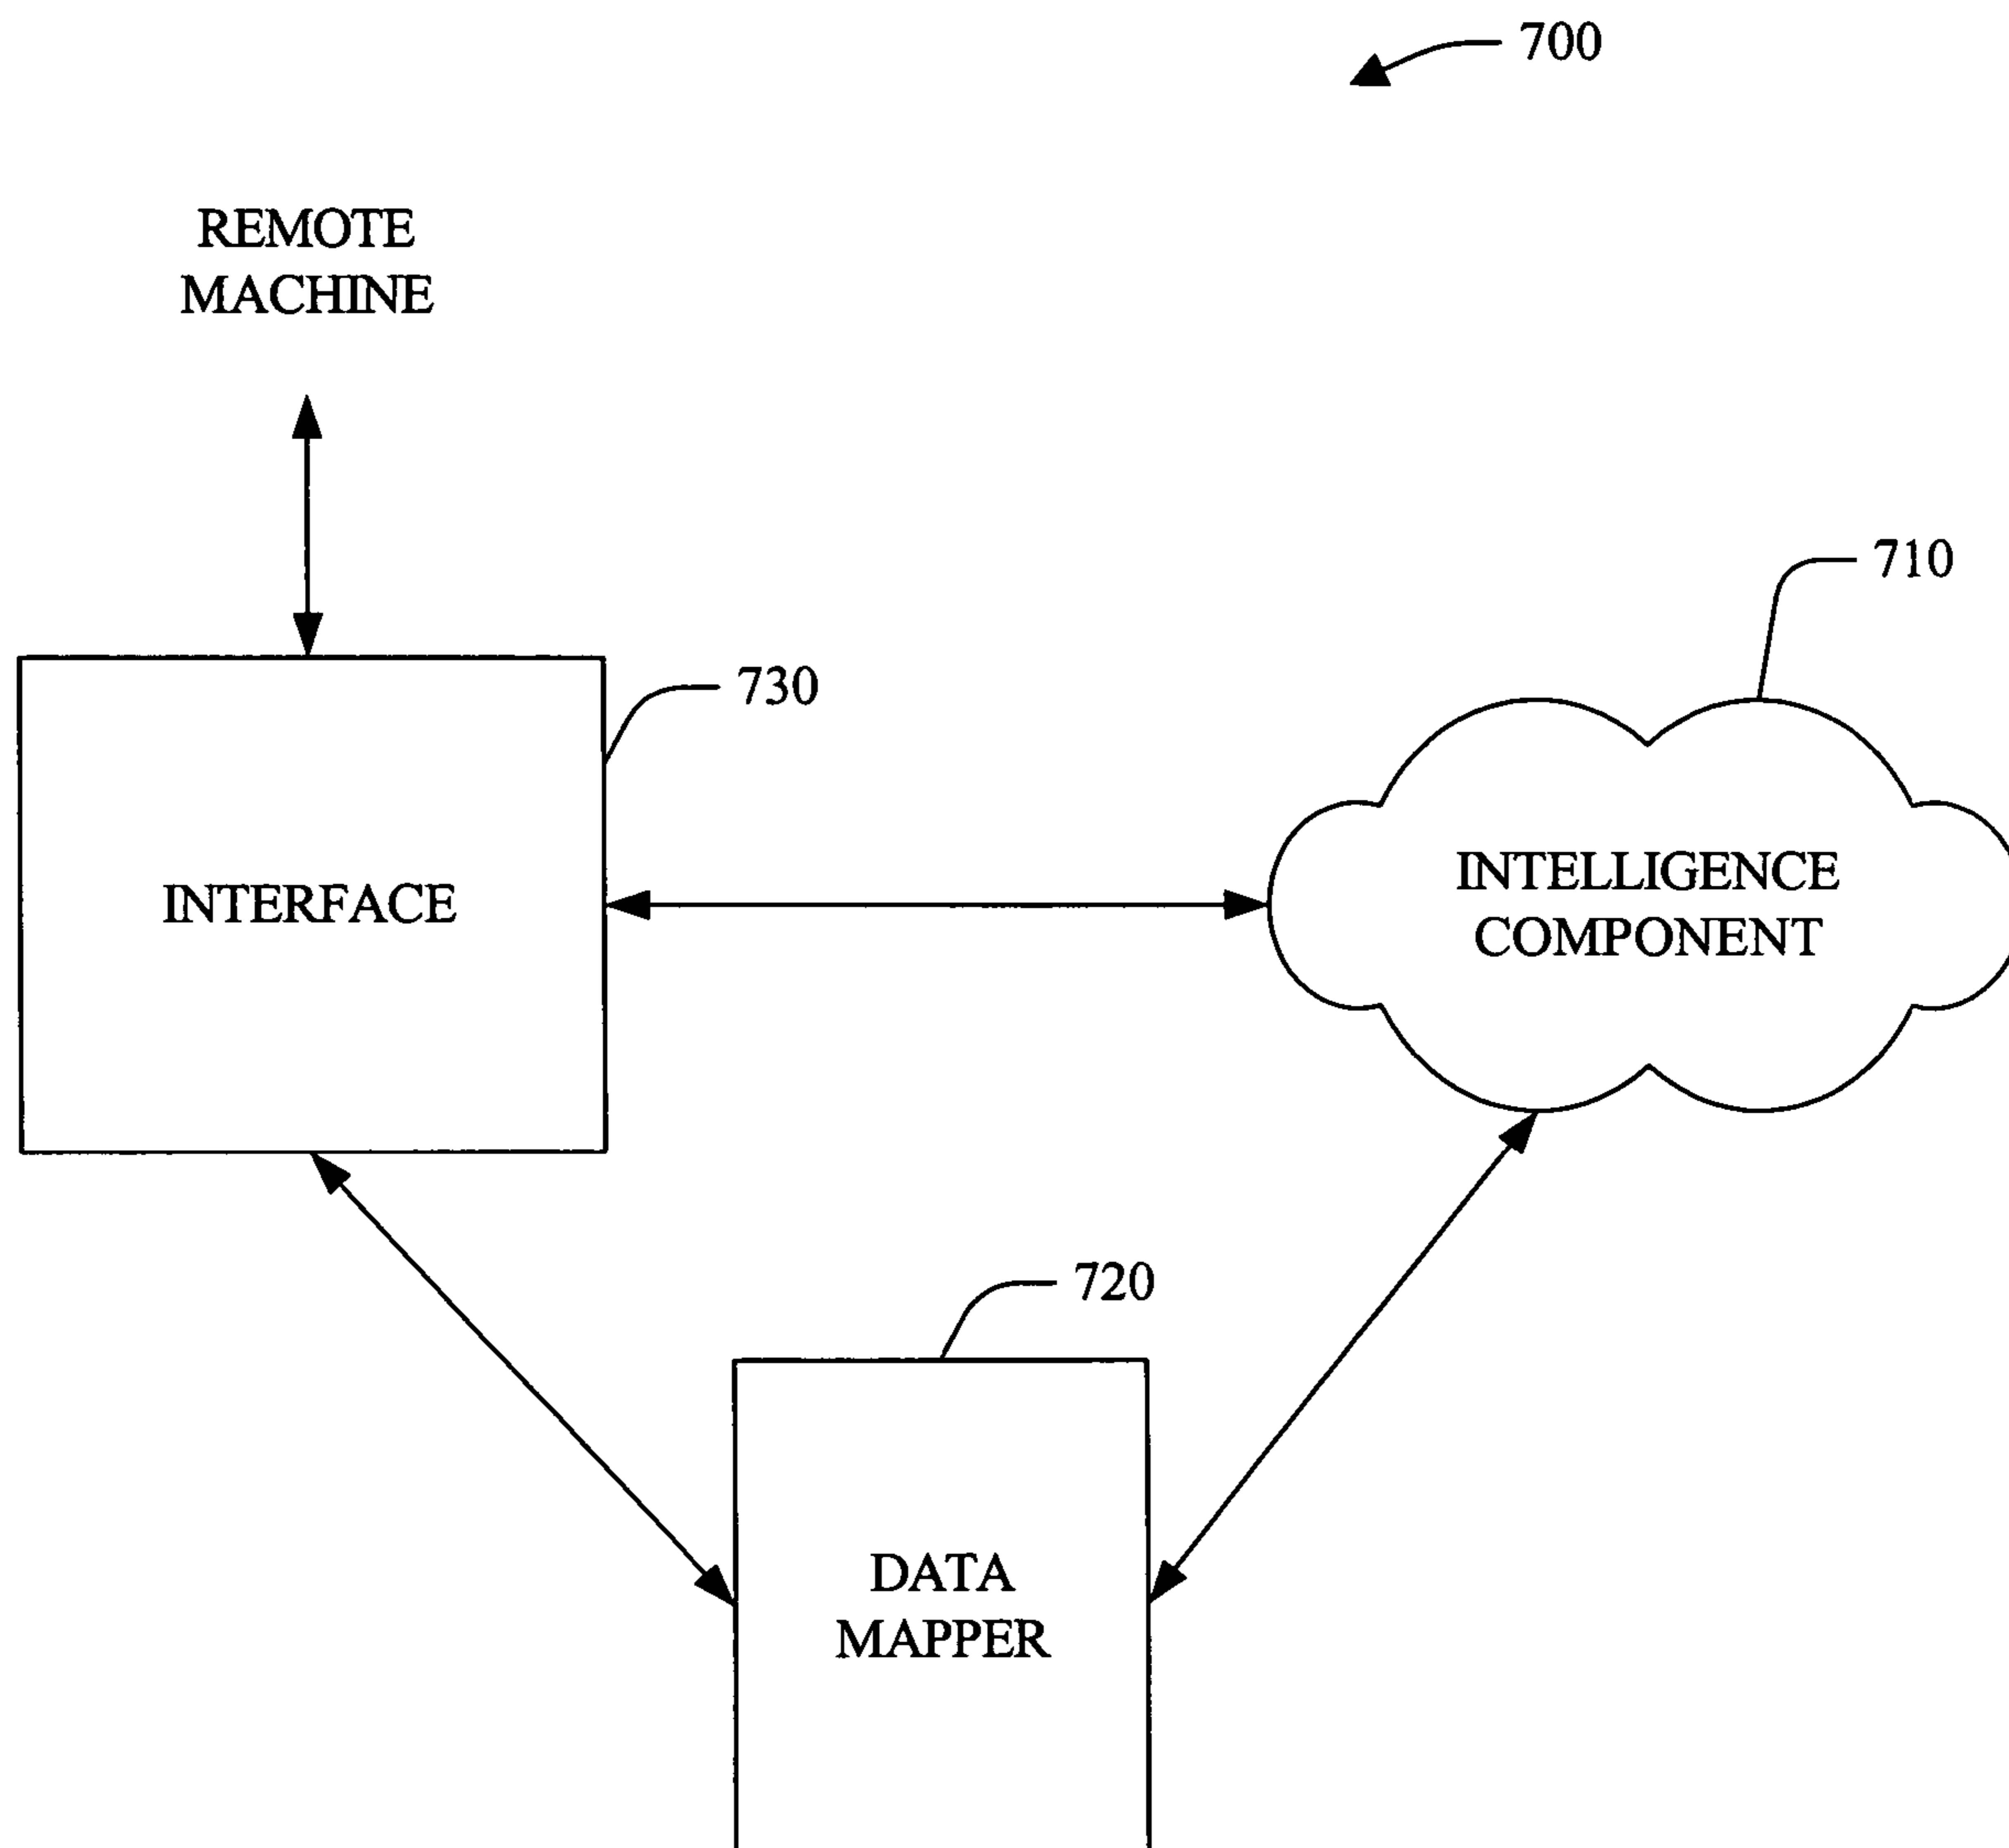 700
REMOTE
MACHINE
710
730
INTERFACE
INTELLIGENCE
COMPONENT
720
DATA
MAPPER